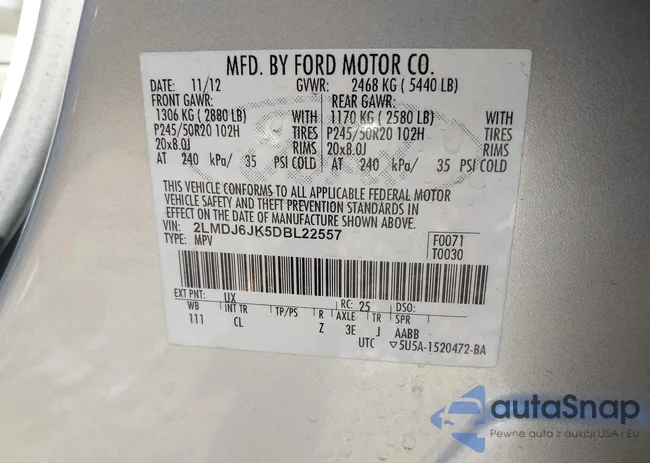 MFD. BY FORD MOTOR CO.
DATE: 11/12 GVWR: 2468 KG ( 5440 LB)
FRONT GAWR: REAR GAWR:
1306 KG ( 2880 LB) WITH 1170 KG ( 2580 LB) WITH
P245/50R20 102H TIRES P245/50R20 102H TIRES
20x8.0J RIMS 20x8.0J RIMS
AT 240 kPa/ 35 PSI COLD AT 240 kPa/ 35 PSI COLD
THIS VEHICLE CONFORMS TO ALL APPLICABLE FEDERAL MOTOR
VEHICLE SAFETY AND THEFT PREVENTION STANDARDS IN
EFFECT ON THE DATE OF MANUFACTURE SHOWN ABOVE.
VIN: 2LMDJ6JK5DBL22557
TYPE: MPV
F0071
T0030
EXT PNT: UX RC: 25 DSO:
WB INT TR TP/PS R AXLE TR SPR
111 CL Z 3E J AABB
UTC ▽5U5A-1520472-BA
autoSnap
Pewne auta z aukcji USA i EU